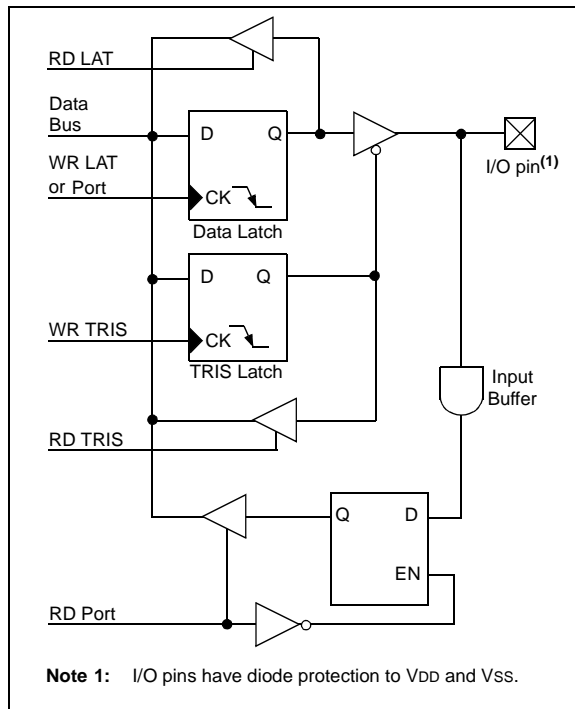 RD LAT
Data
Bus
D Q
WR LAT
or Port
CK
I/O pin(1)
Data Latch
D Q
WR TRIS
CK
TRIS Latch
Input
Buffer
RD TRIS
Q D
EN
RD Port
Note 1: I/O pins have diode protection to VDD and VSS.